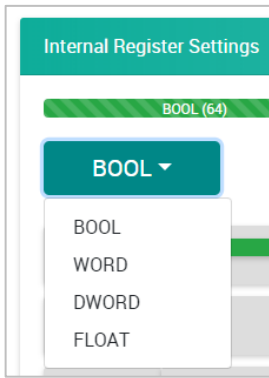 Internal Register Settings
BOOL (64)
BOOL
BOOL
WORD
DWORD
FLOAT